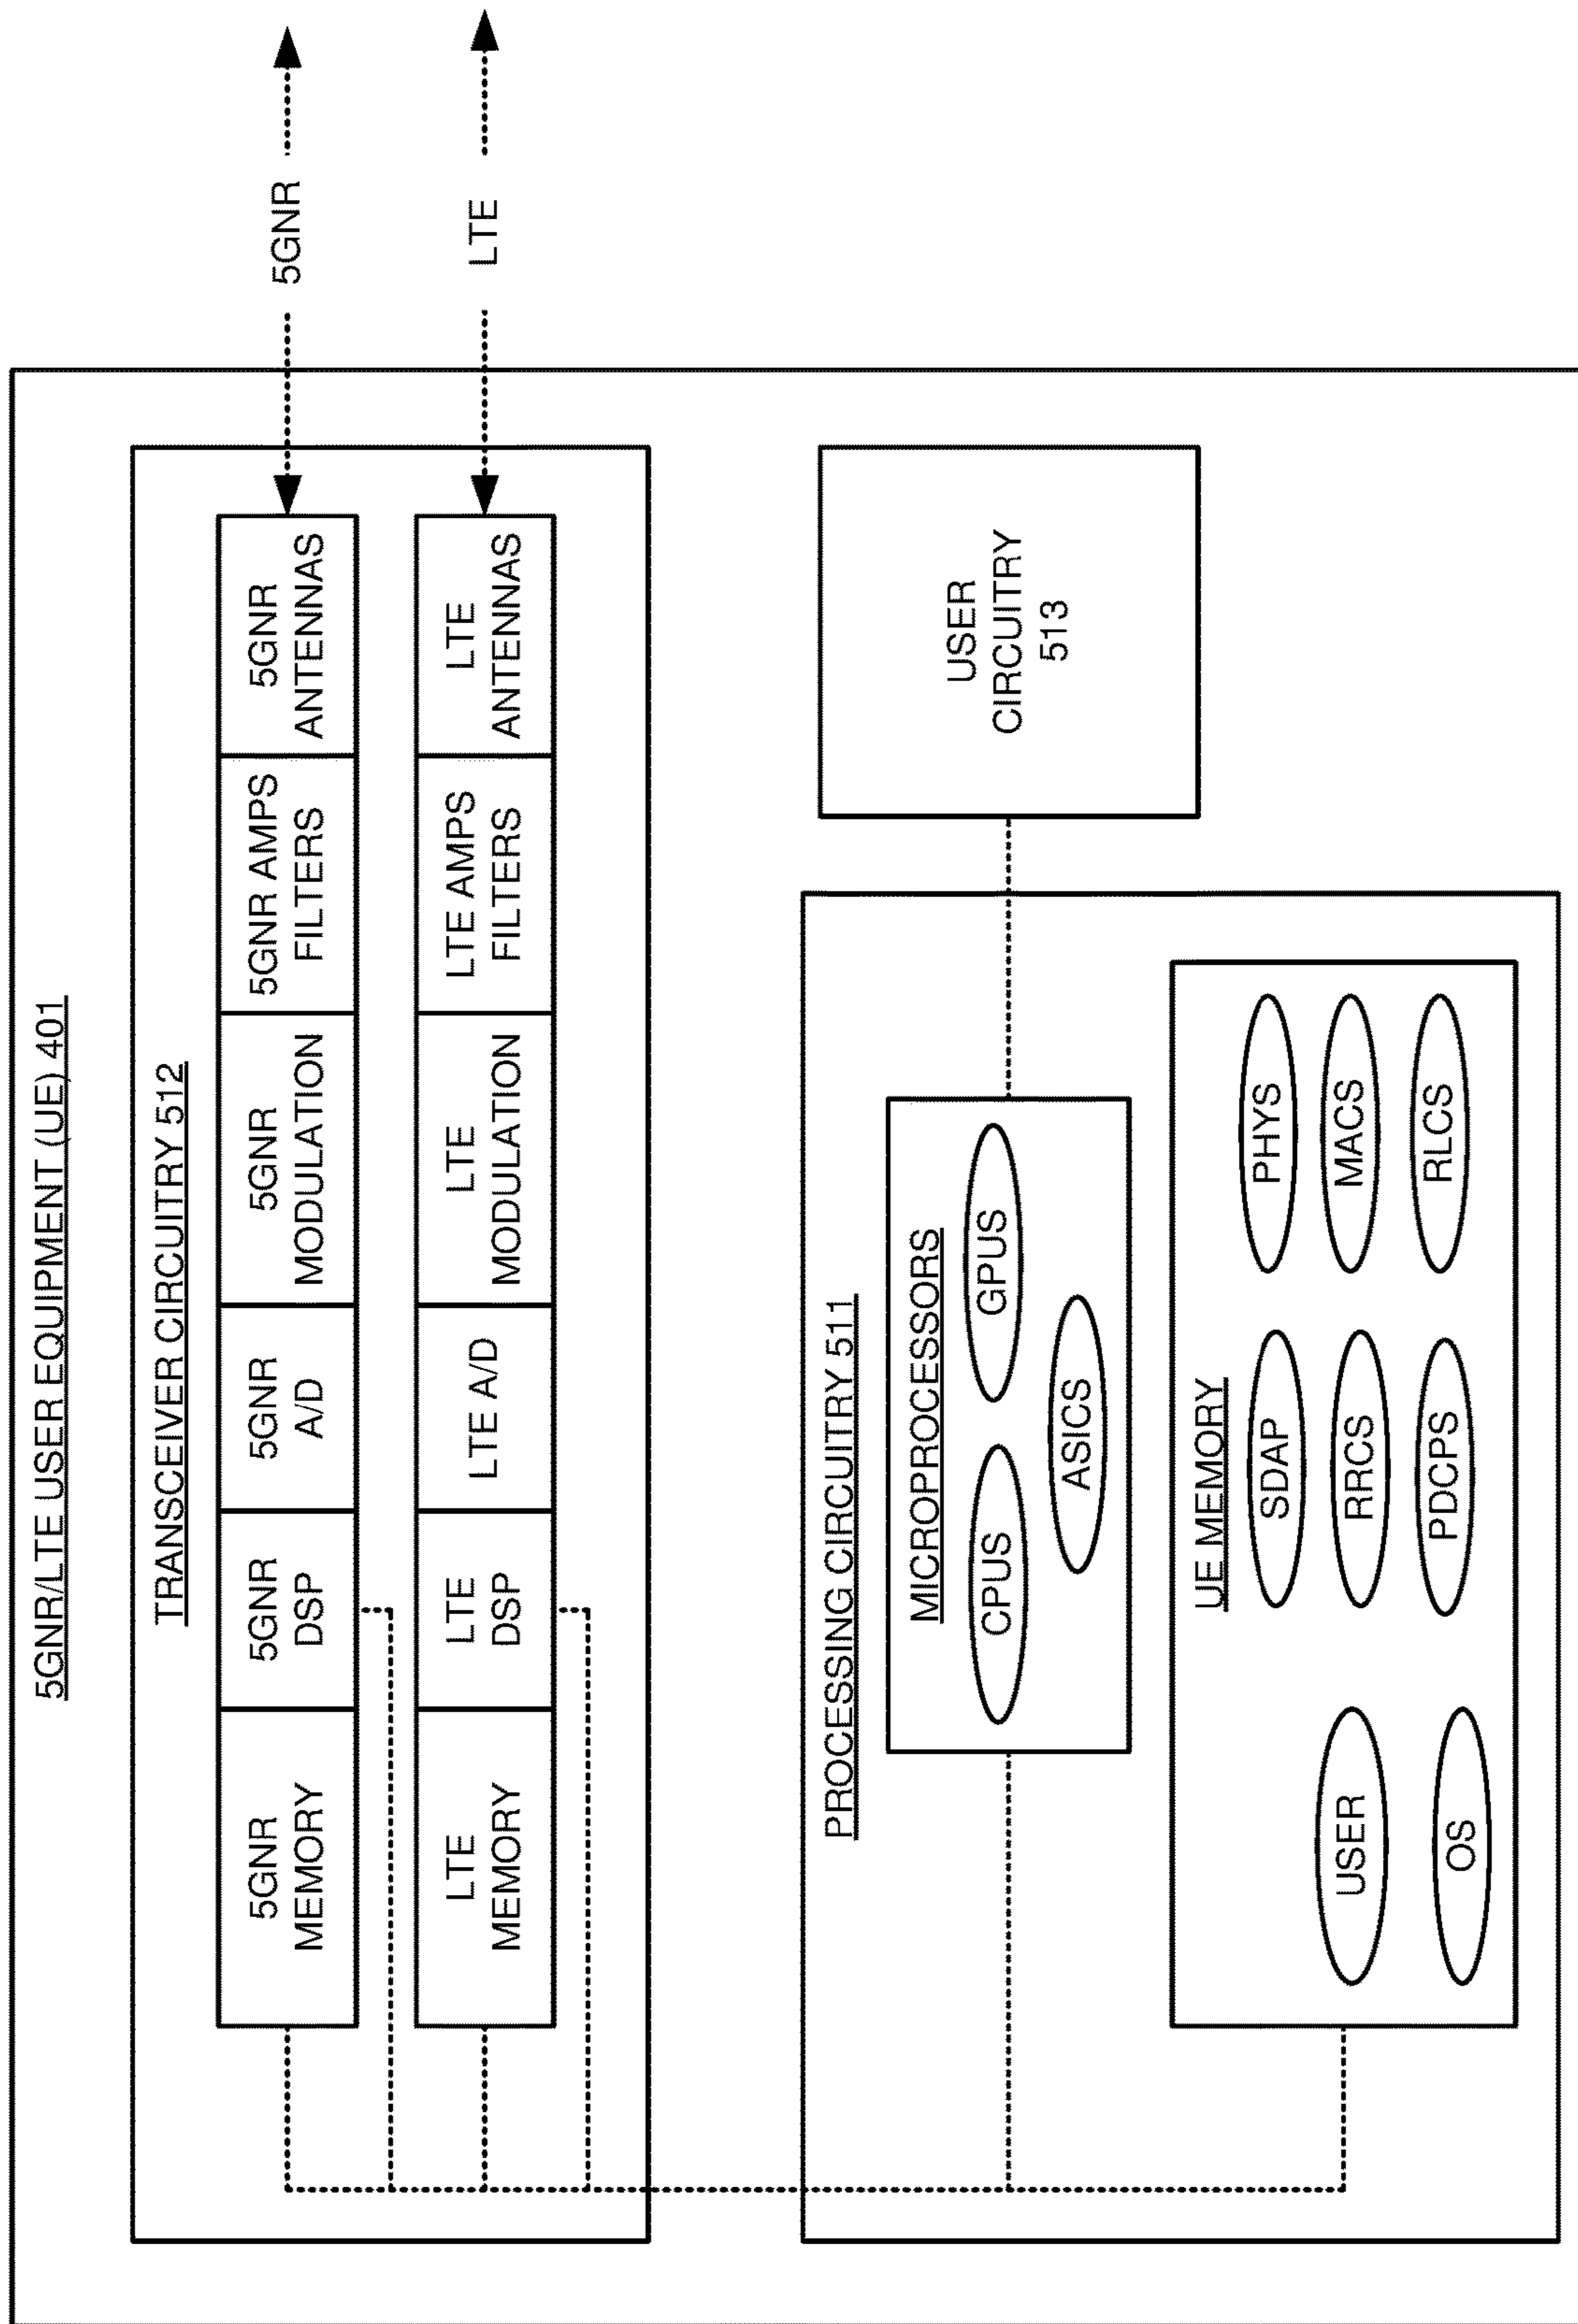 5GNR/LTE USER EQUIPMENT (UE) 401
TRANSCEIVER CIRCUITRY 512
5GNR
MEMORY
5GNR
DSP
5GNR
A/D
5GNR
MODULATION
5GNR AMPS
FILTERS
5GNR
ANTENNAS
5GNR
LTE
MEMORY
LTE
DSP
LTE A/D
LTE
MODULATION
LTE AMPS
FILTERS
LTE
ANTENNAS
LTE
PROCESSING CIRCUITRY 511
MICROPROCESSORS
CPUS
GPUS
ASICS
USER
CIRCUITRY
513
UE MEMORY
USER
OS
SDAP
RRCS
PDCPS
PHYS
MACS
RLCS